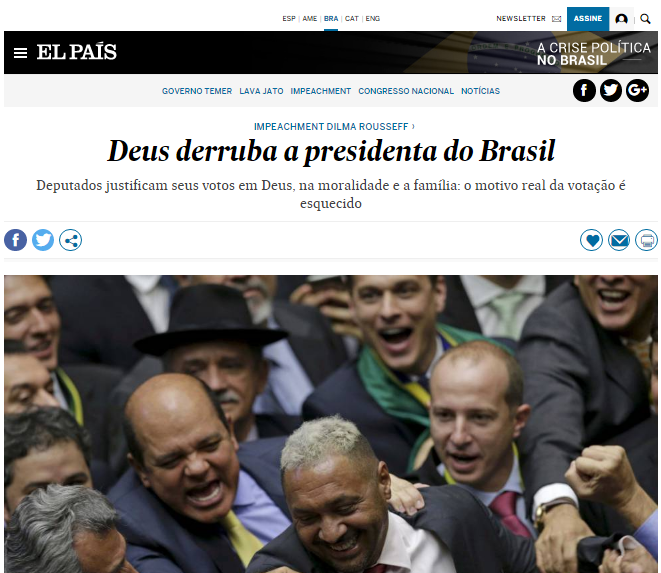 ESP | AME | BRA | CAT | ENG
NEWSLETTER
ASSINE
EL PAÍS
A CRISE POLÍTICA
NO BRASIL
GOVERNO TEMER LAVA JATO IMPEACHMENT CONGRESSO NACIONAL NOTÍCIAS
f
G+
IMPEACHMENT DILMA ROUSSEFF ›
Deus derruba a presidenta do Brasil
Deputados justificam seus votos em Deus, na moralidade e a família: o motivo real da votação é
esquecido
f